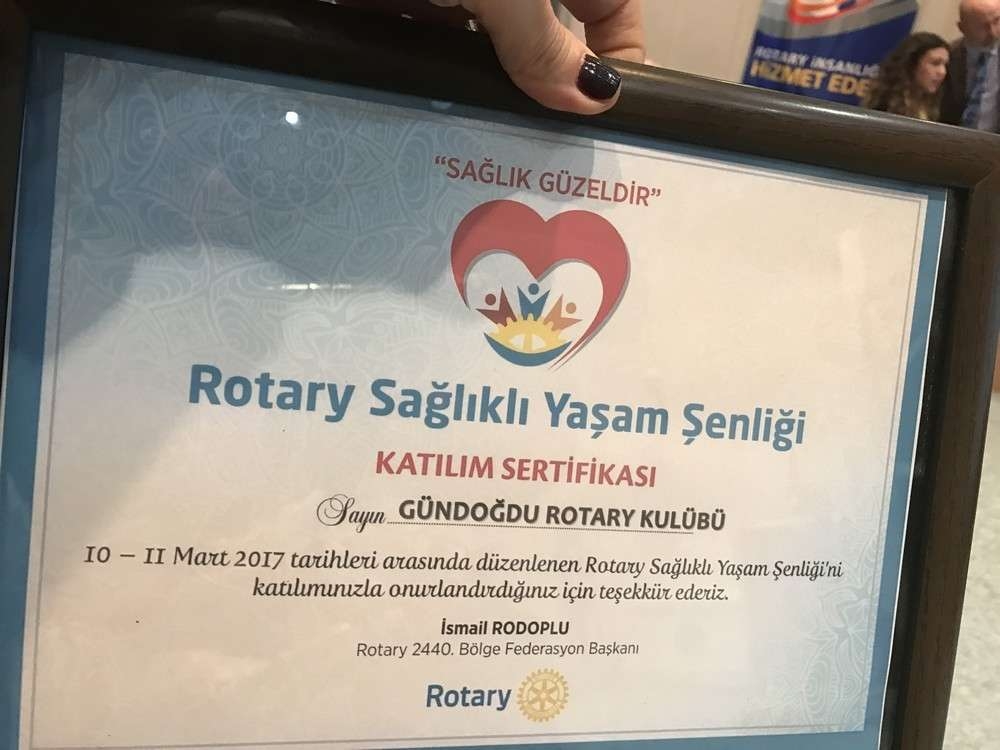 ROTARY İNSANLIĞ
HİZMET EDE
"SAĞLIK GÜZELDİR"
Rotary Sağlıklı Yaşam Şenliği
KATILIM SERTİFİKASI
Sayın GÜNDOĞDU ROTARY KULÜBÜ
10 – 11 Mart 2017 tarihleri arasında düzenlenen Rotary Sağlıklı Yaşam Şenliği'ni
katılımınızla onurlandırdığınız için teşekkür ederiz.
İsmail RODOPLU
Rotary 2440. Bölge Federasyon Başkanı
Rotary